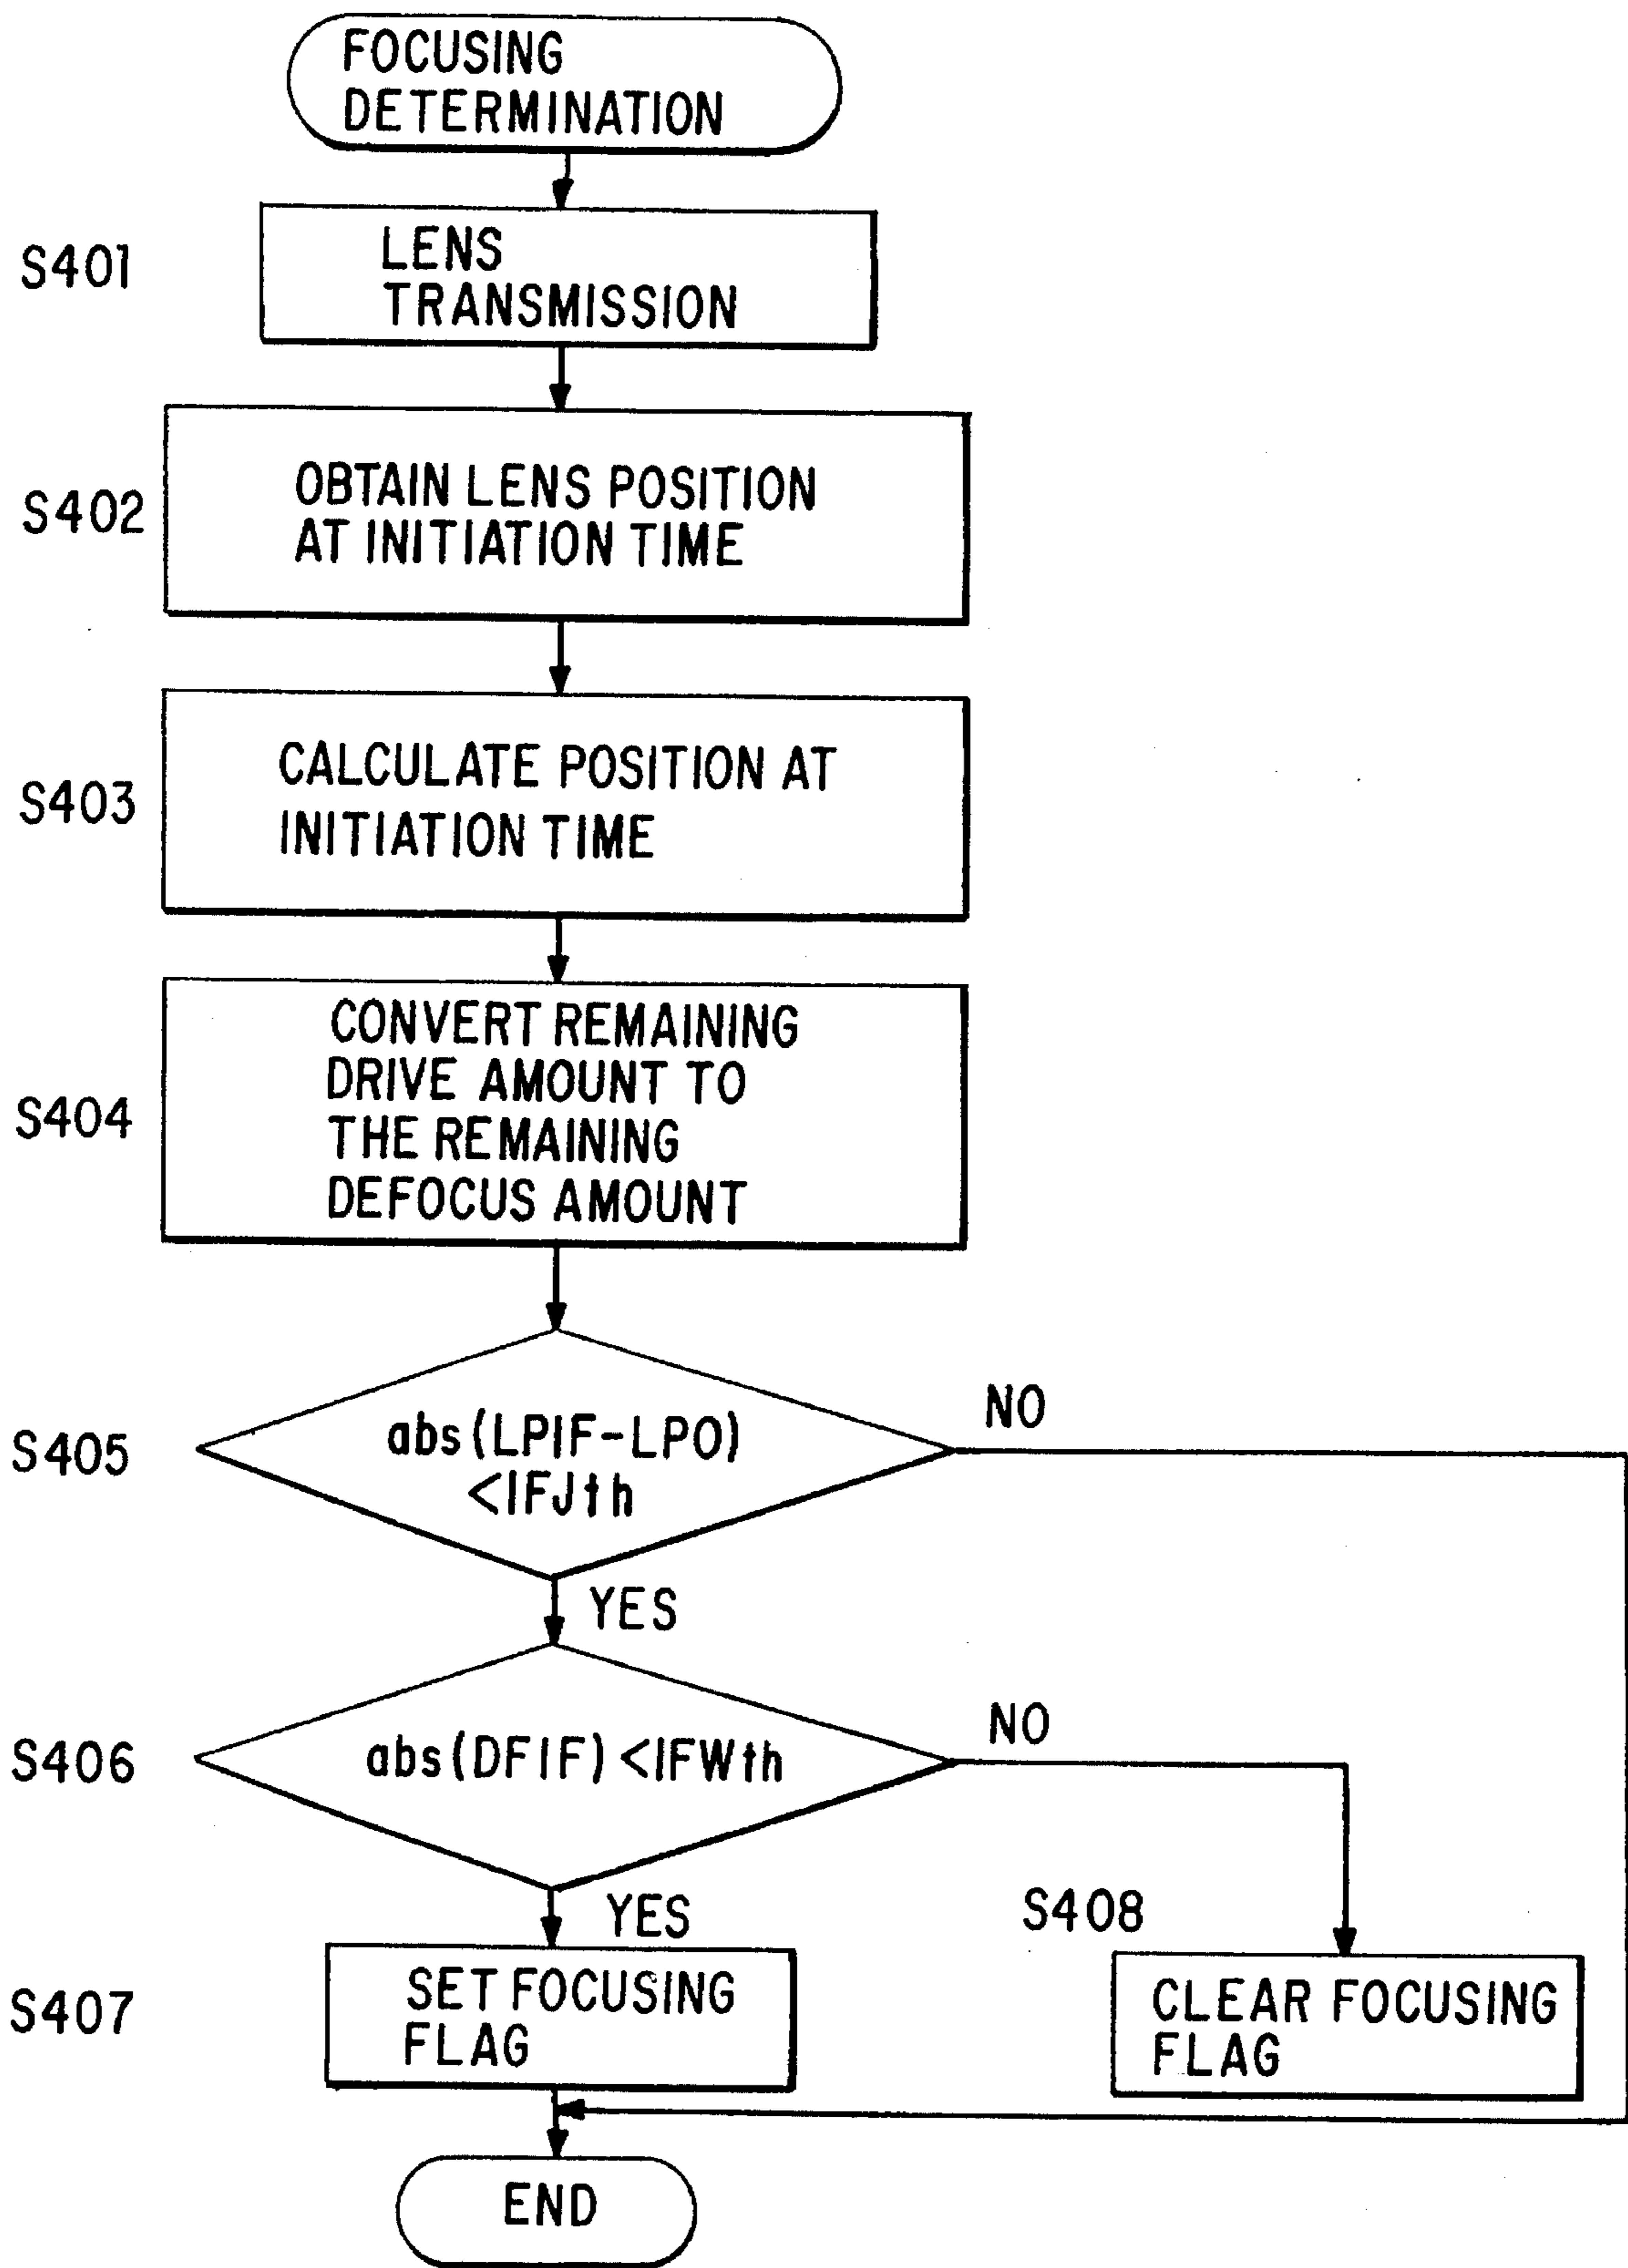 FOCUSING
DETERMINATION
S401
LENS
TRANSMISSION
S402
OBTAIN LENS POSITION
AT INITIATION TIME
S403
CALCULATE POSITION AT
INITIATION TIME
S404
CONVERT REMAINING
DRIVE AMOUNT TO
THE REMAINING
DEFOCUS AMOUNT
S405
abs(LPIF-LPO)
<IFJth
NO
YES
S406
abs(DFIF)<IFWth
NO
YES
S407
SET FOCUSING
FLAG
S408
CLEAR FOCUSING
FLAG
END